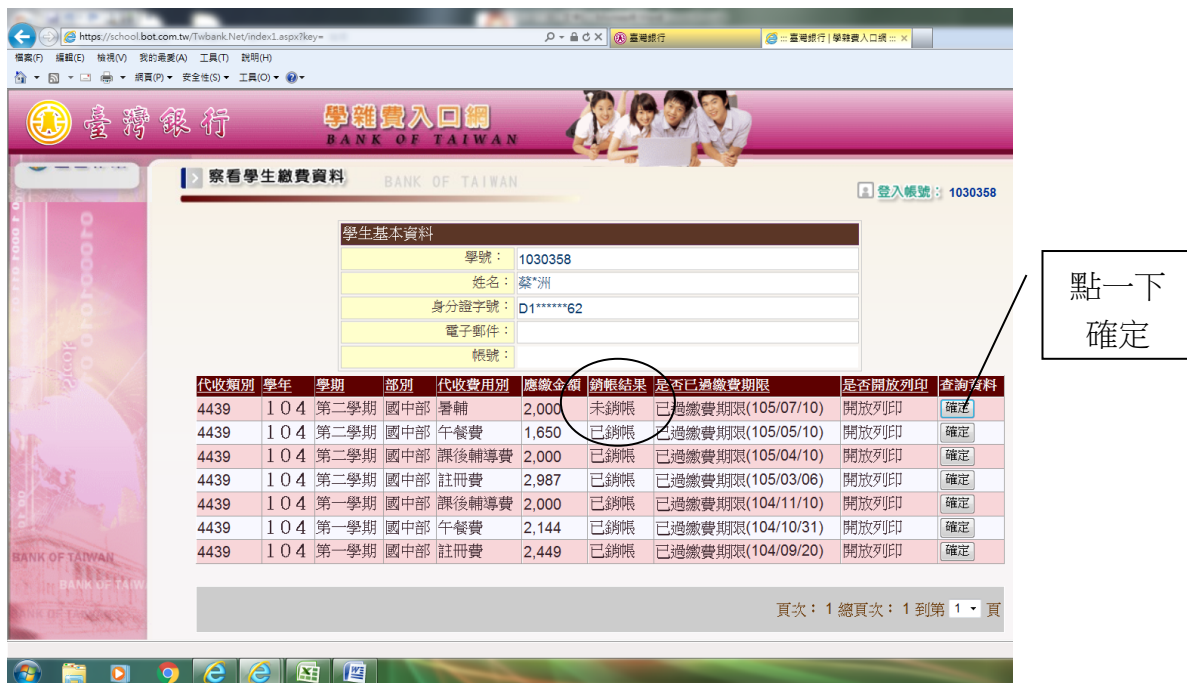 https://school.bot.com.tw/Twbank.Net/index1.aspx?key=
臺灣銀行
::: 臺灣銀行 | 學雜費入口網 :::
檔案(F) 編輯(E) 檢視(V) 我的最愛(A) 工具(T) 說明(H)
網頁(P) 安全性(S) 工具(O)
臺灣銀行
學雜費入口網
BANK OF TAIWAN
察看學生繳費資料
BANK OF TAIWAN
登入帳號: 1030358
學生基本資料
學號: 1030358
姓名: 蔡*洲
身分證字號: D1******62
電子郵件:
帳號:
點一下
確定
代收類別 學年 學期 部別 代收費用別 應繳金額 銷帳結果 是否已過繳費期限 是否開放列印 查詢資料
4439 104 第二學期 國中部 暑輔 2,000 未銷帳 已過繳費期限(105/07/10) 開放列印 確定
4439 104 第二學期 國中部 午餐費 1,650 已銷帳 已過繳費期限(105/05/10) 開放列印 確定
4439 104 第二學期 國中部 課後輔導費 2,000 已銷帳 已過繳費期限(105/04/10) 開放列印 確定
4439 104 第二學期 國中部 註冊費 2,987 已銷帳 已過繳費期限(105/03/06) 開放列印 確定
4439 104 第一學期 國中部 課後輔導費 2,000 已銷帳 已過繳費期限(104/11/10) 開放列印 確定
4439 104 第一學期 國中部 午餐費 2,144 已銷帳 已過繳費期限(104/10/31) 開放列印 確定
4439 104 第一學期 國中部 註冊費 2,449 已銷帳 已過繳費期限(104/09/20) 開放列印 確定
BANK OF TAIWAN
BANK OF TAIW
頁次: 1 總頁次: 1 到第 1 頁